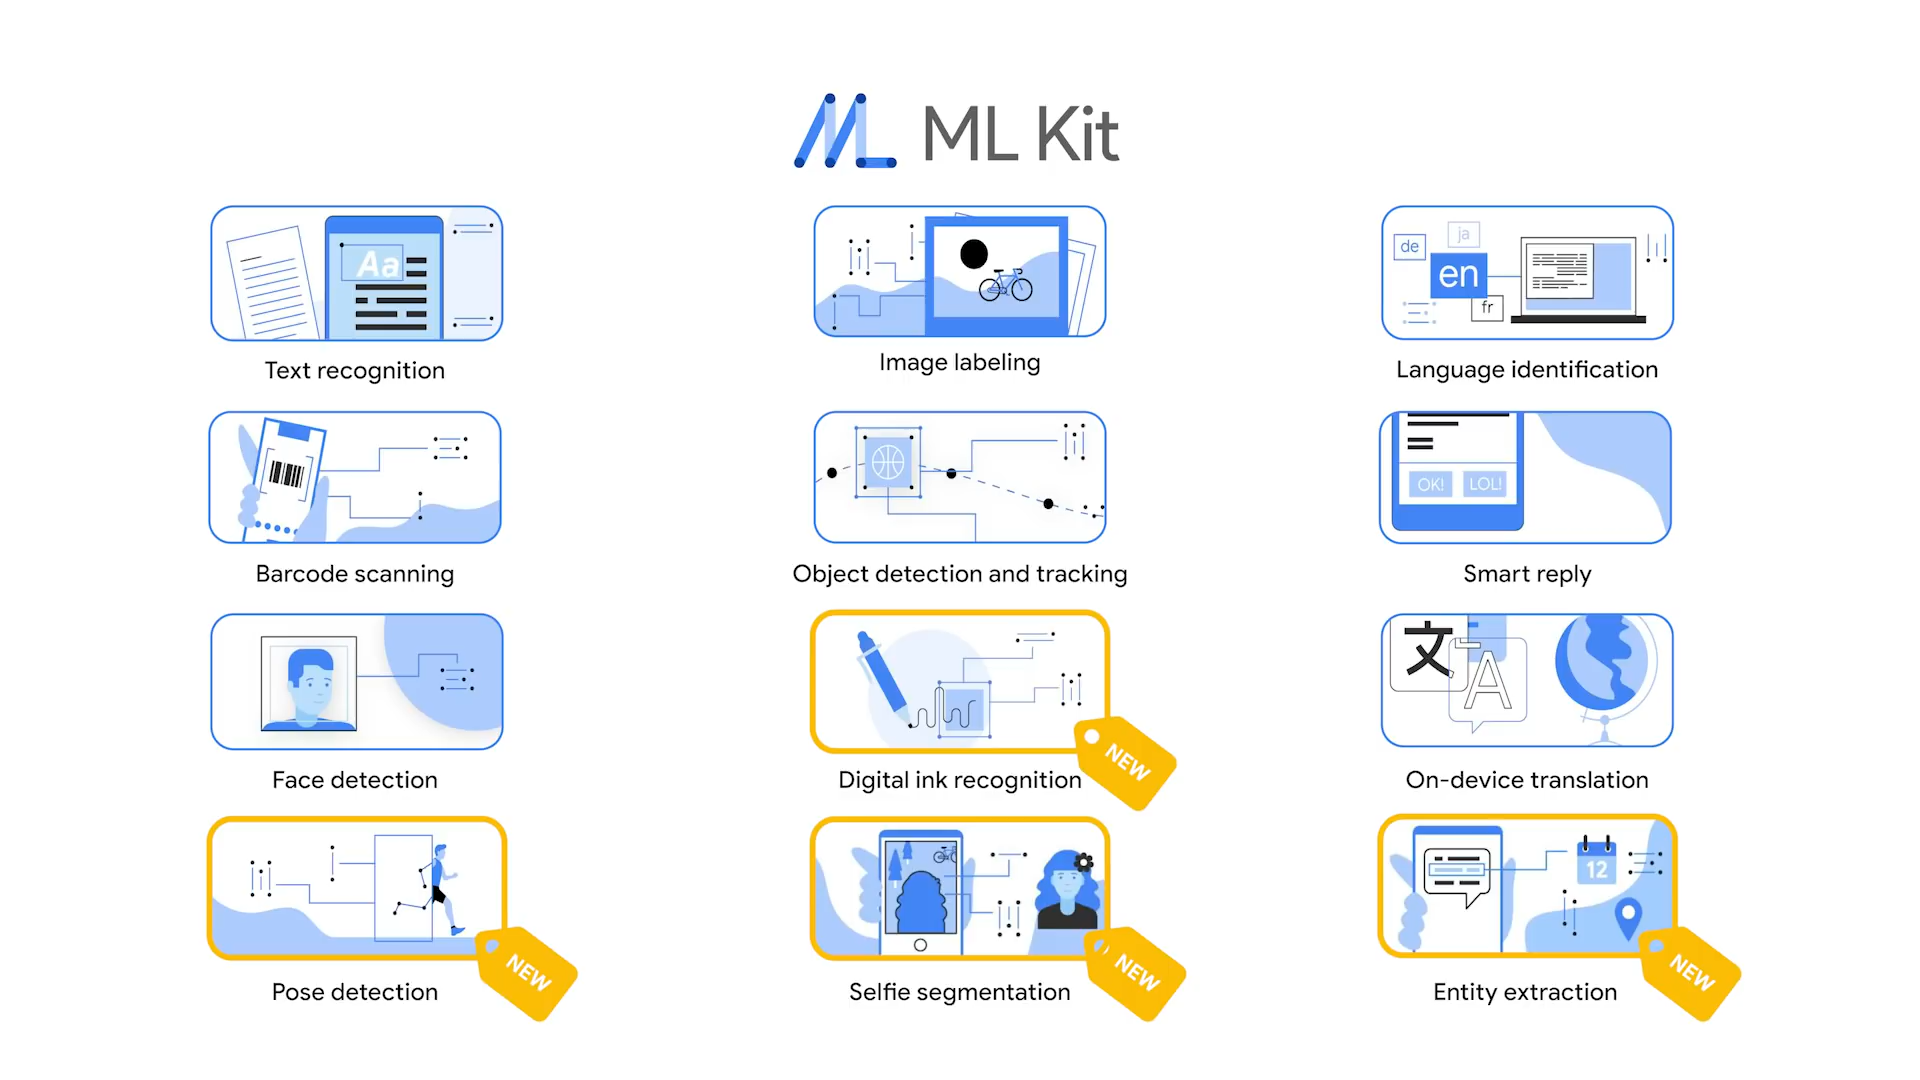 ML Kit
Aa
Text recognition
Image labeling
de
ja
en
fr
Language identification
Barcode scanning
Object detection and tracking
OK! LOL!
Smart reply
Face detection
Digital ink recognition
NEW
文
A
On-device translation
Pose detection
NEW
Selfie segmentation
NEW
12
Entity extraction
NEW